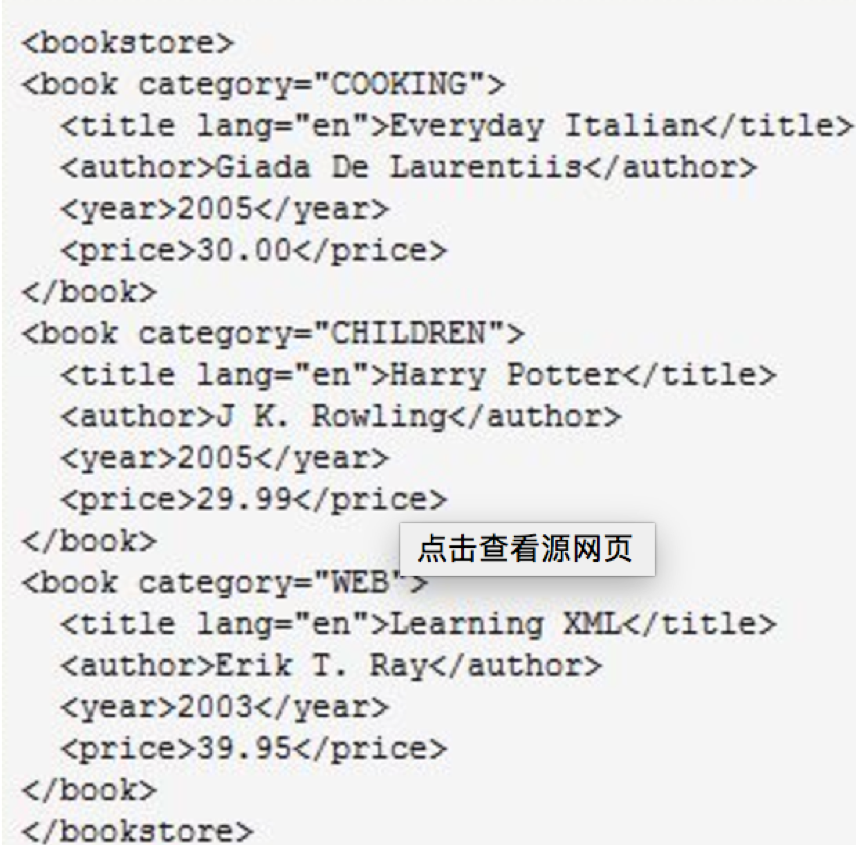 <bookstore>
<book category="COOKING">
  <title lang="en">Everyday Italian</title>
  <author>Giada De Laurentiis</author>
  <year>2005</year>
  <price>30.00</price>
</book>
<book category="CHILDREN">
  <title lang="en">Harry Potter</title>
  <author>J K. Rowling</author>
  <year>2005</year>
  <price>29.99</price>
</book>
点击查看源网页
<book category="WEB">
  <title lang="en">Learning XML</title>
  <author>Erik T. Ray</author>
  <year>2003</year>
  <price>39.95</price>
</book>
</bookstore>